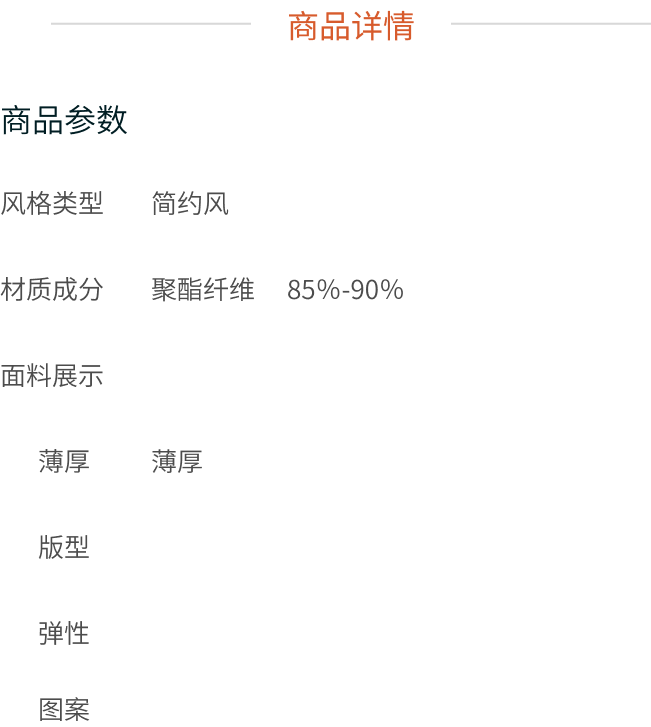 商品详情
商品参数
风格类型 简约风
材质成分 聚酯纤维 85%-90%
面料展示
薄厚 薄厚
版型
弹性
图案